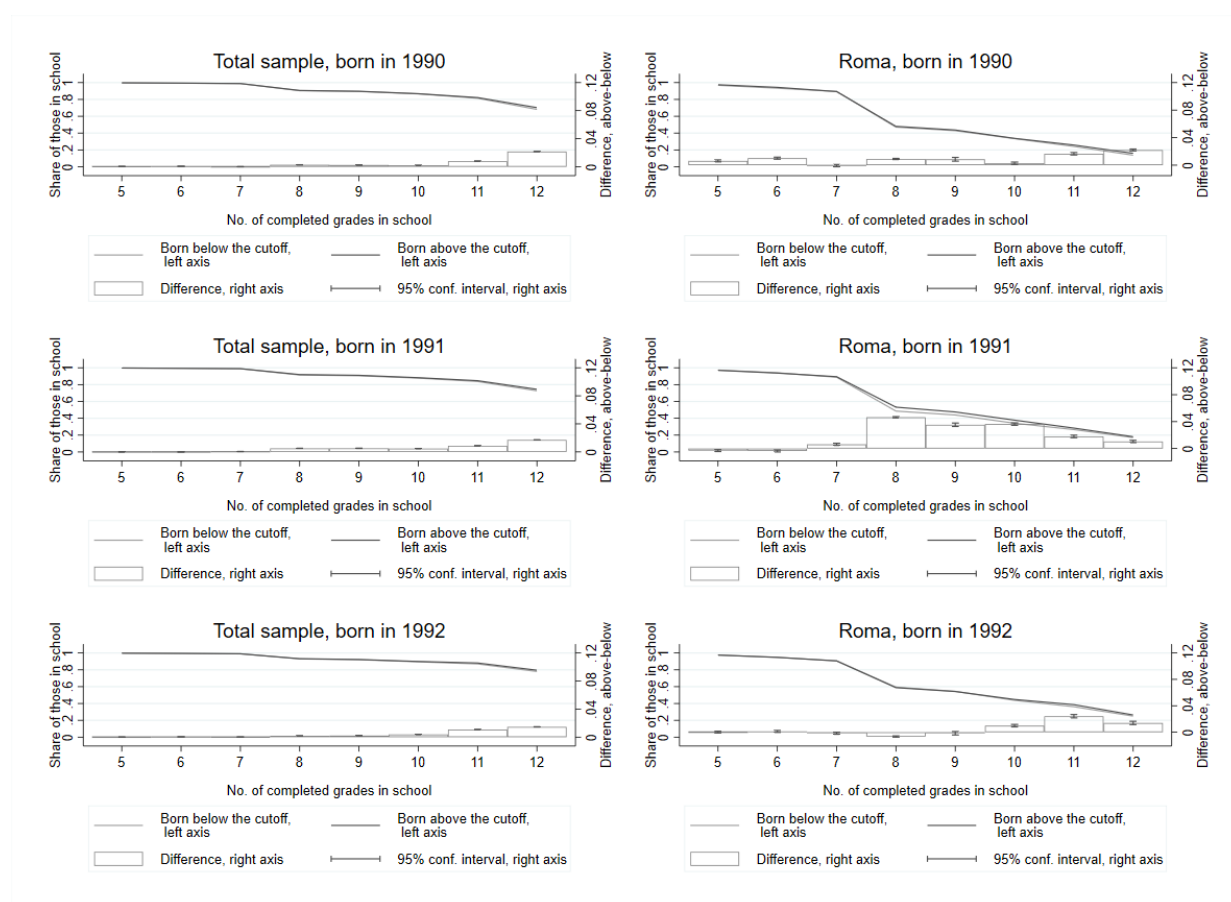 Total sample, born in 1990
Share of those in school
0 .2 .4 .6 .8 1
0 .04 .08 .12
Difference, above-below
5 6 7 8 9 10 11 12
No. of completed grades in school
Born below the cutoff,
left axis
Born above the cutoff,
left axis
Difference, right axis
95% conf. interval, right axis
Roma, born in 1990
Share of those in school
0 .2 .4 .6 .8 1
0 .04 .08 .12
Difference, above-below
5 6 7 8 9 10 11 12
No. of completed grades in school
Born below the cutoff,
left axis
Born above the cutoff,
left axis
Difference, right axis
95% conf. interval, right axis
Total sample, born in 1991
Share of those in school
0 .2 .4 .6 .8 1
0 .04 .08 .12
Difference, above-below
5 6 7 8 9 10 11 12
No. of completed grades in school
Born below the cutoff,
left axis
Born above the cutoff,
left axis
Difference, right axis
95% conf. interval, right axis
Roma, born in 1991
Share of those in school
0 .2 .4 .6 .8 1
0 .04 .08 .12
Difference, above-below
5 6 7 8 9 10 11 12
No. of completed grades in school
Born below the cutoff,
left axis
Born above the cutoff,
left axis
Difference, right axis
95% conf. interval, right axis
Total sample, born in 1992
Share of those in school
0 .2 .4 .6 .8 1
0 .04 .08 .12
Difference, above-below
5 6 7 8 9 10 11 12
No. of completed grades in school
Born below the cutoff,
left axis
Born above the cutoff,
left axis
Difference, right axis
95% conf. interval, right axis
Roma, born in 1992
Share of those in school
0 .2 .4 .6 .8 1
0 .04 .08 .12
Difference, above-below
5 6 7 8 9 10 11 12
No. of completed grades in school
Born below the cutoff,
left axis
Born above the cutoff,
left axis
Difference, right axis
95% conf. interval, right axis